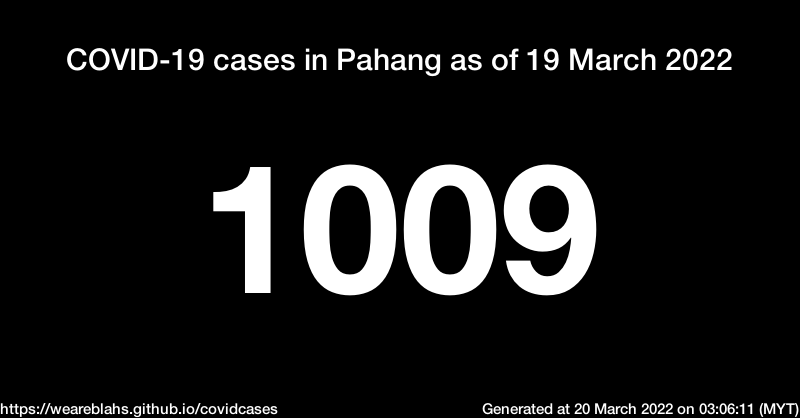 COVID-19 cases in Pahang as of 19 March 2022
1009
https://weareblahs.github.io/covidcases
Generated at 20 March 2022 on 03:06:11 (MYT)